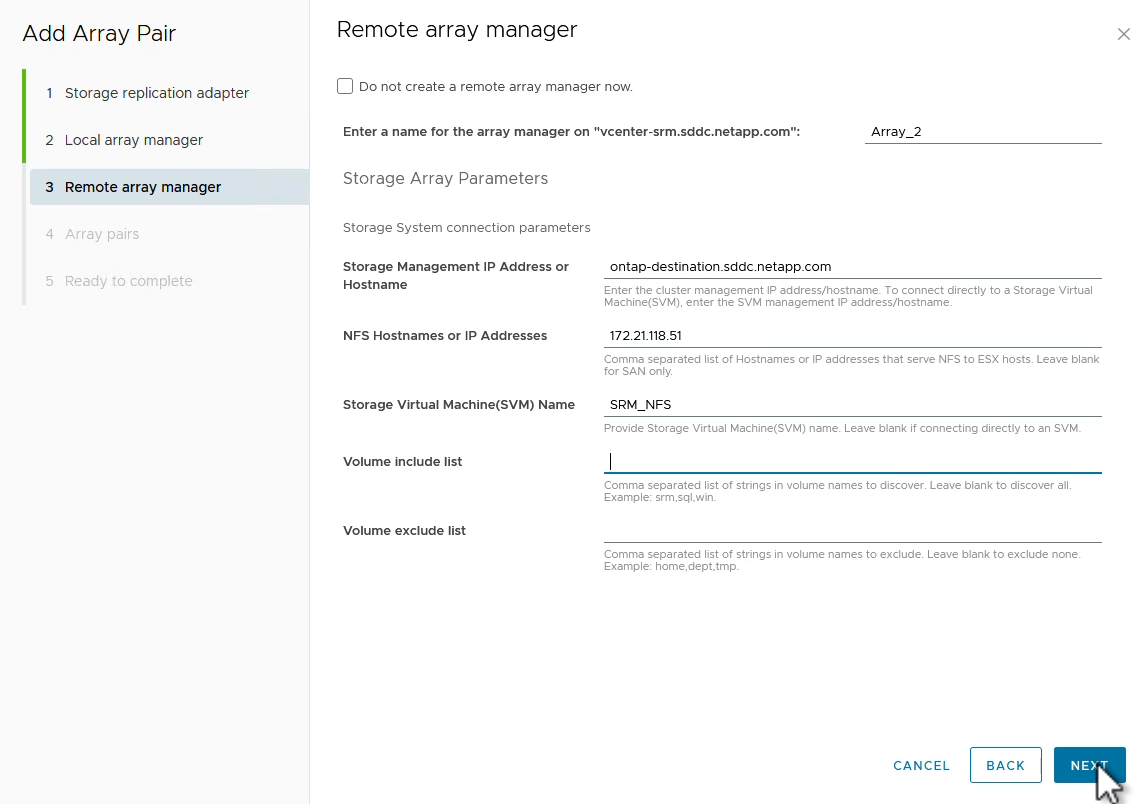 Add Array Pair
1 Storage replication adapter
2 Local array manager
3 Remote array manager
4 Array pairs
5 Ready to complete
Remote array manager
Do not create a remote array manager now.
Enter a name for the array manager on "vcenter-srm.sddc.netapp.com": Array_2
Storage Array Parameters
Storage System connection parameters
Storage Management IP Address or
Hostname
ontap-destination.sddc.netapp.com
Enter the cluster management IP address/hostname. To connect directly to a Storage Virtual
Machine(SVM), enter the SVM management IP address/hostname.
NFS Hostnames or IP Addresses
172.21.118.51
Comma separated list of Hostnames or IP addresses that serve NFS to ESX hosts. Leave blank
for SAN only.
Storage Virtual Machine(SVM) Name
SRM_NFS
Provide Storage Virtual Machine(SVM) name. Leave blank if connecting directly to an SVM.
Volume include list
Comma separated list of strings in volume names to discover. Leave blank to discover all.
Example: srm,sql,win.
Volume exclude list
Comma separated list of strings in volume names to exclude. Leave blank to exclude none.
Example: home,dept,tmp.
CANCEL BACK NEXT